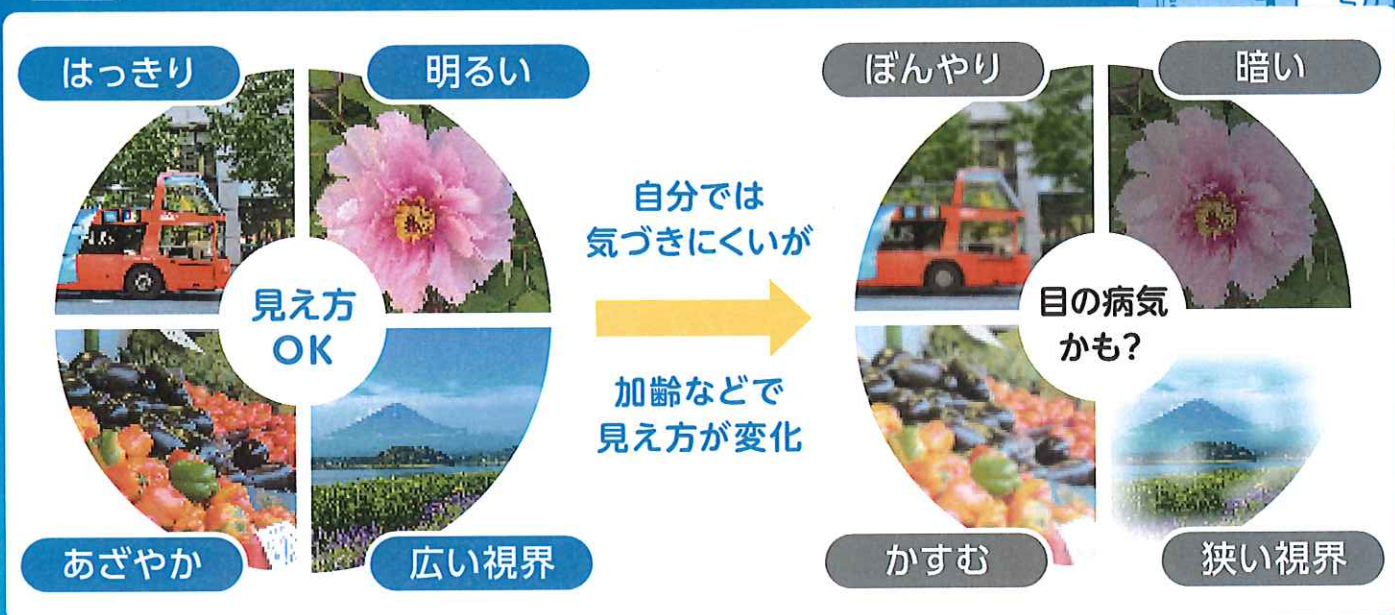 はっきり
明るい
見え方
OK
あざやか
広い視界
自分では
気づきにくいが
加齢などで
見え方が変化
ぼんやり
暗い
目の病気
かも?
かすむ
狭い視界